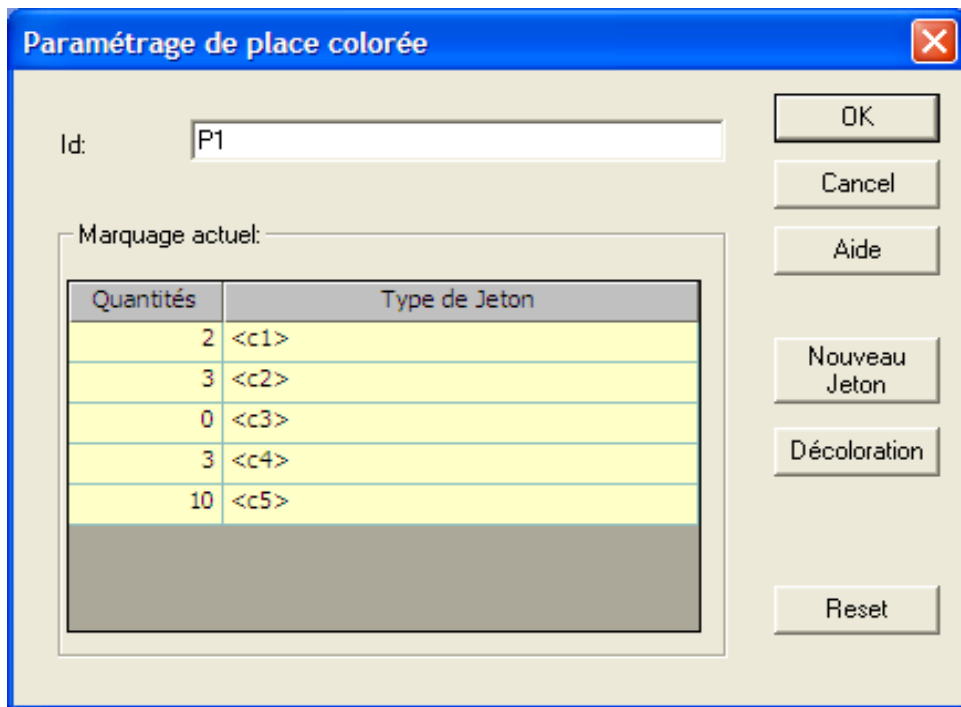 Paramétrage de place colorée
Id: P1
OK
Cancel
Aide
Marquage actuel:
Quantités Type de Jeton
2 <c1>
3 <c2>
0 <c3>
3 <c4>
10 <c5>
Nouveau
Jeton
Décoloration
Reset